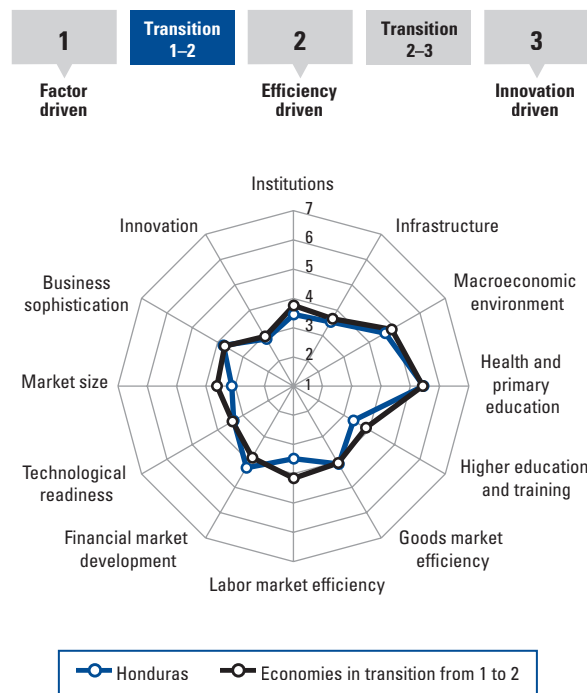 1
Transition
1–2
2
Transition
2–3
3
Factor
driven
Efficiency
driven
Innovation
driven
Institutions
Innovation
Infrastructure
Business
sophistication
Macroeconomic
environment
Market size
Health and
primary
education
Technological
readiness
Higher education
and training
Financial market
development
Goods market
efficiency
Labor market efficiency
7
6
5
4
3
2
1
Honduras
Economies in transition from 1 to 2